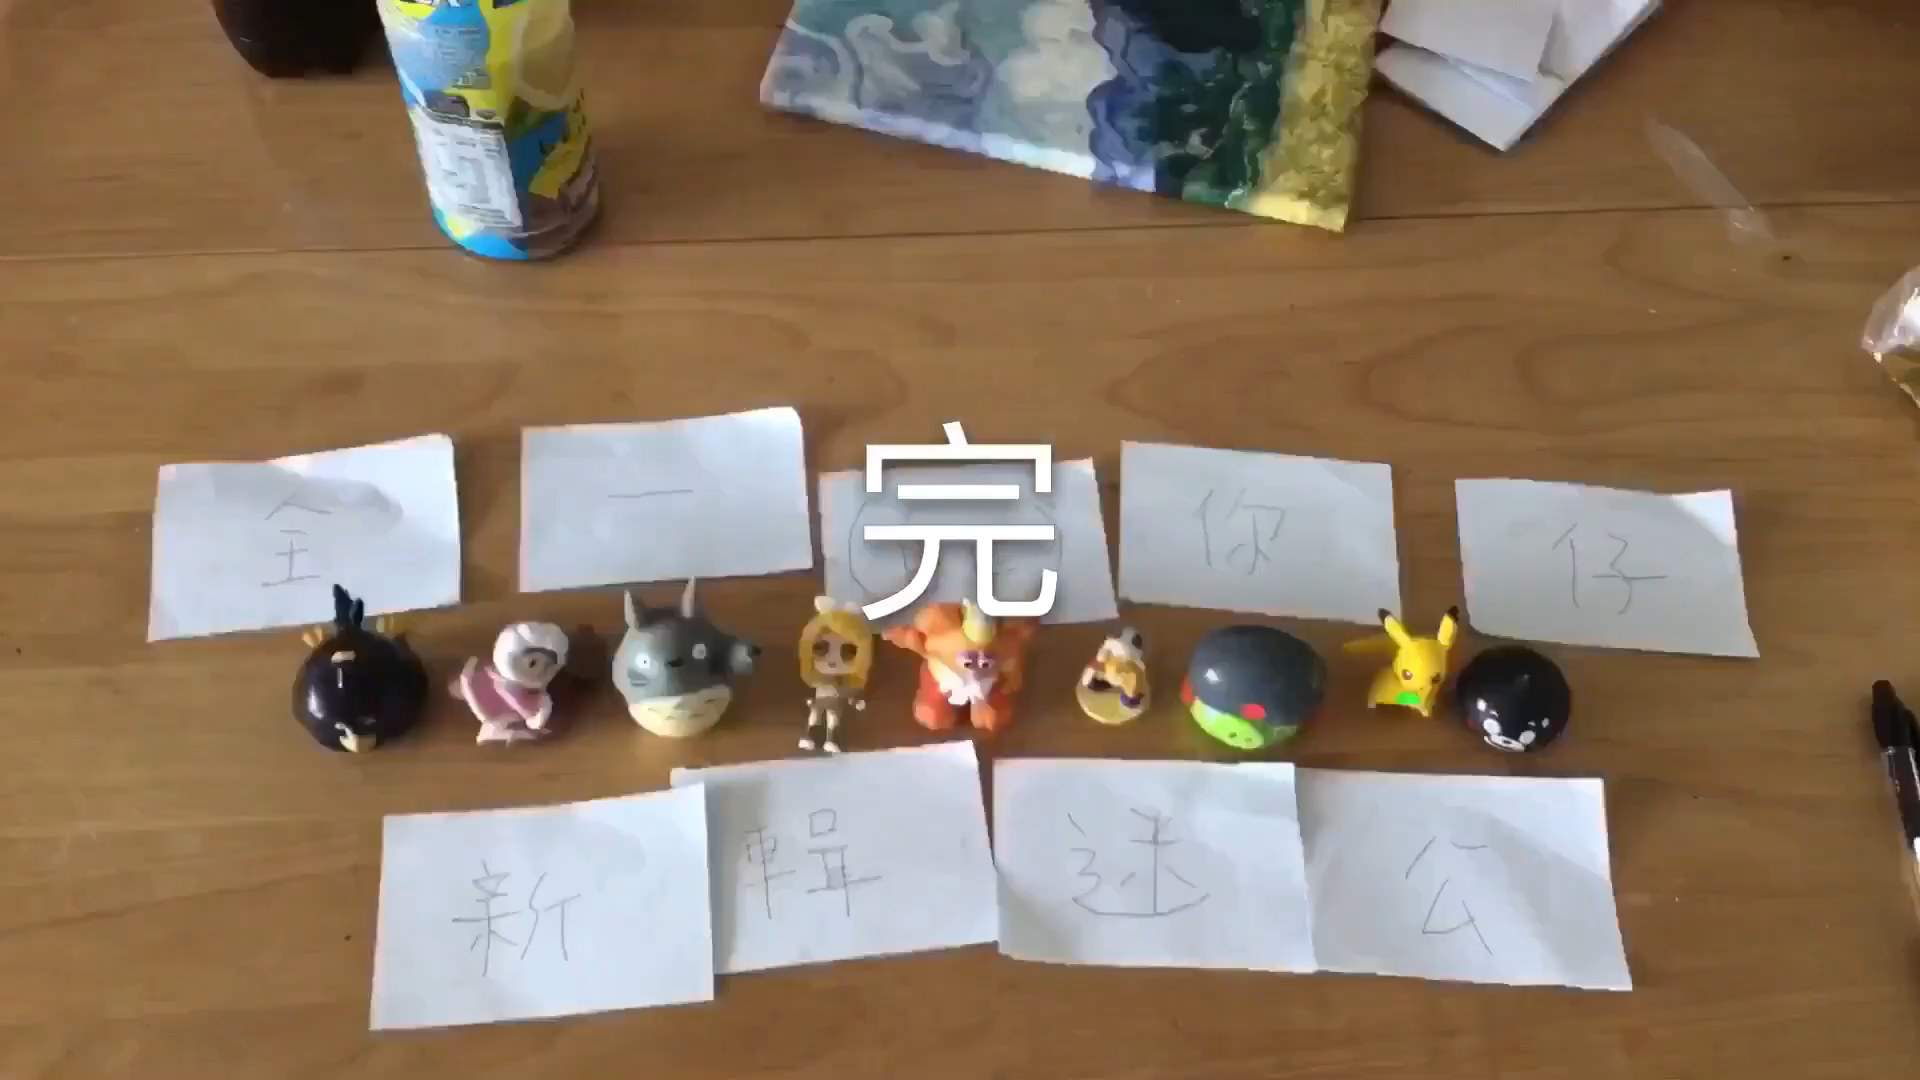 完
全 一 你 仔
新 輯 迷 公